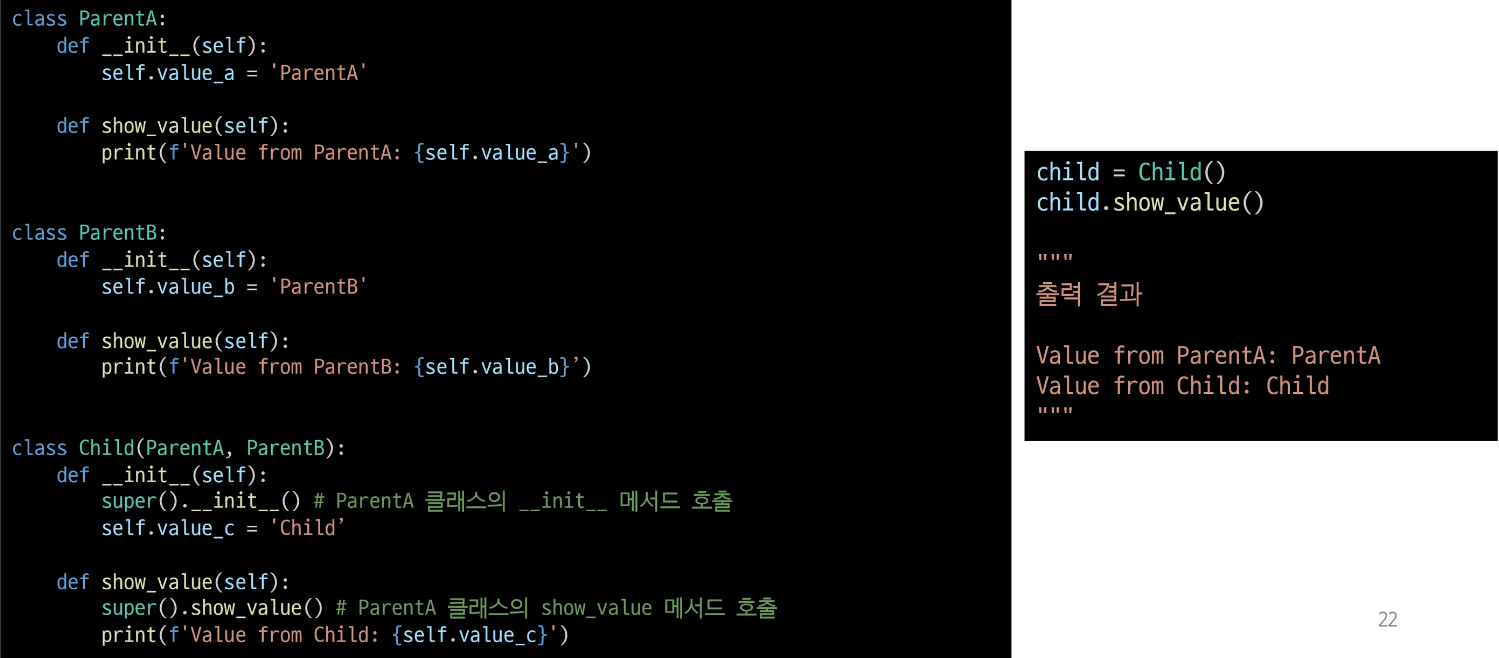 class ParentA:
    def __init__(self):
        self.value_a = 'ParentA'
    def show_value(self):
        print(f'Value from ParentA: {self.value_a}')
class ParentB:
    def __init__(self):
        self.value_b = 'ParentB'
    def show_value(self):
        print(f'Value from ParentB: {self.value_b}’)
class Child(ParentA, ParentB):
    def __init__(self):
        super().__init__() # ParentA 클래스의 __init__ 메서드 호출
        self.value_c = 'Child’
    def show_value(self):
        super().show_value() # ParentA 클래스의 show_value 메서드 호출
        print(f'Value from Child: {self.value_c}')
child = Child()
child.show_value()
"""
출력 결과
Value from ParentA: ParentA
Value from Child: Child
"""
22